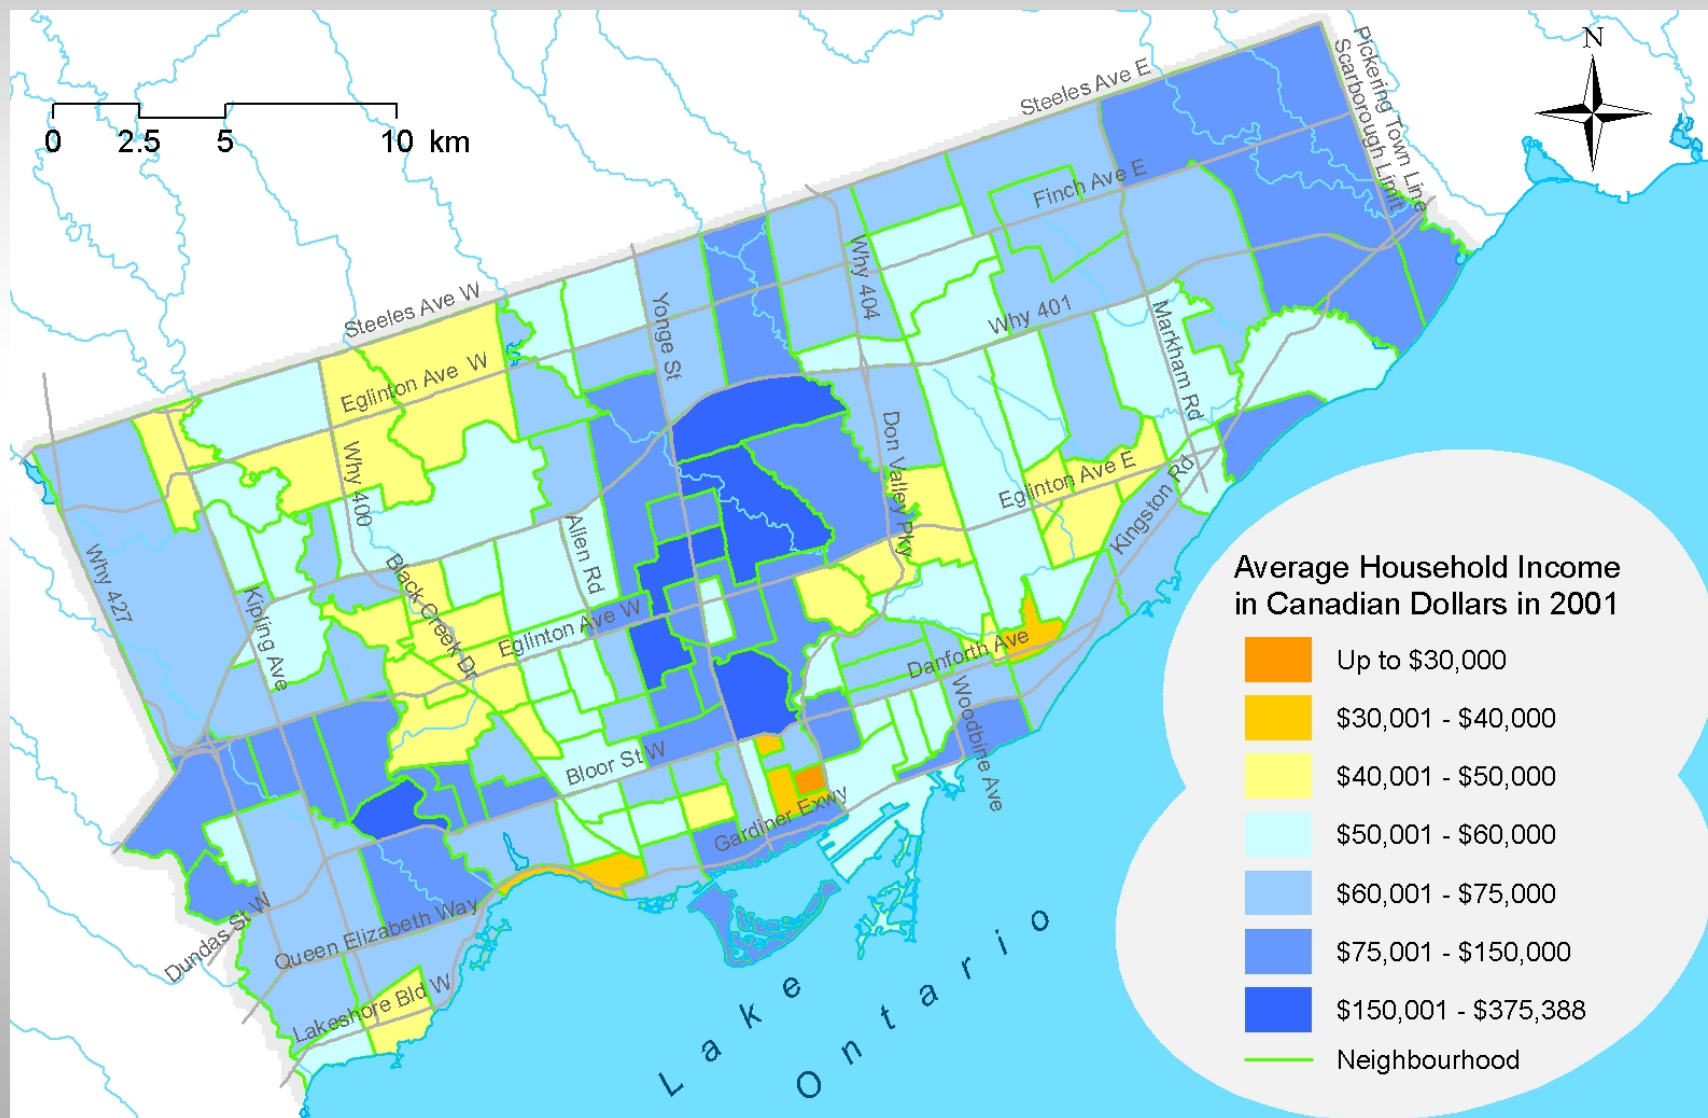 N
Pickering Town Line
Scarborough Limit
Steeles Ave E
0 2.5 5 10 km
Finch Ave E
Why 404
Steeles Ave W
Yonge St
Why 401
Markham Rd
Eglinton Ave W
Why 400
Don Valley Pky
Eglinton Ave E
Kingston Rd
Why 427
Allen Rd
Black Creek Dr
Kipling Ave
Eglinton Ave W
Danforth Ave
Woodbine Ave
Bloor St W
Gardiner Exwy
Dundas St W
Queen Elizabeth Way
Lakeshore Bld W
Lake
Ontario
Average Household Income
in Canadian Dollars in 2001
Up to $30,000
$30,001 - $40,000
$40,001 - $50,000
$50,001 - $60,000
$60,001 - $75,000
$75,001 - $150,000
$150,001 - $375,388
Neighbourhood